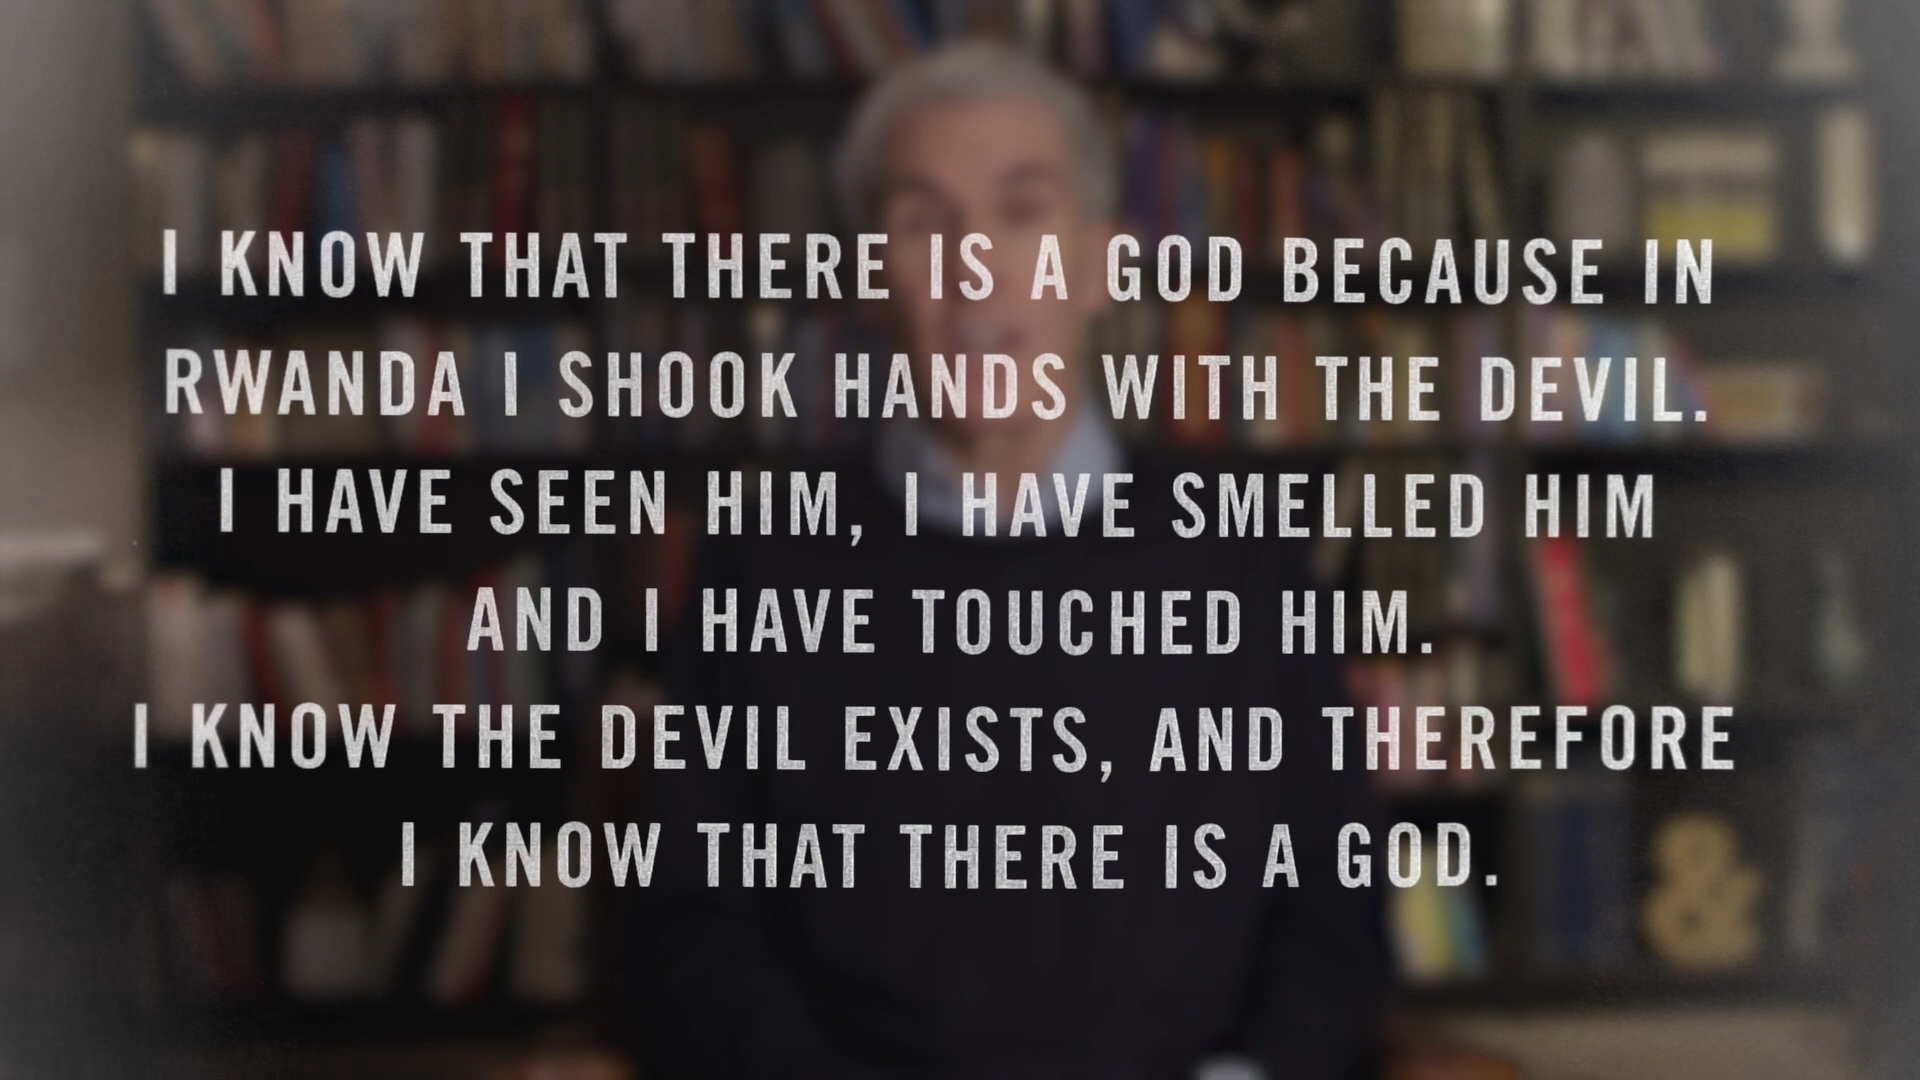 I KNOW THAT THERE IS A GOD BECAUSE IN
RWANDA I SHOOK HANDS WITH THE DEVIL.
I HAVE SEEN HIM, I HAVE SMELLED HIM
AND I HAVE TOUCHED HIM.
I KNOW THE DEVIL EXISTS, AND THEREFORE
I KNOW THAT THERE IS A GOD.